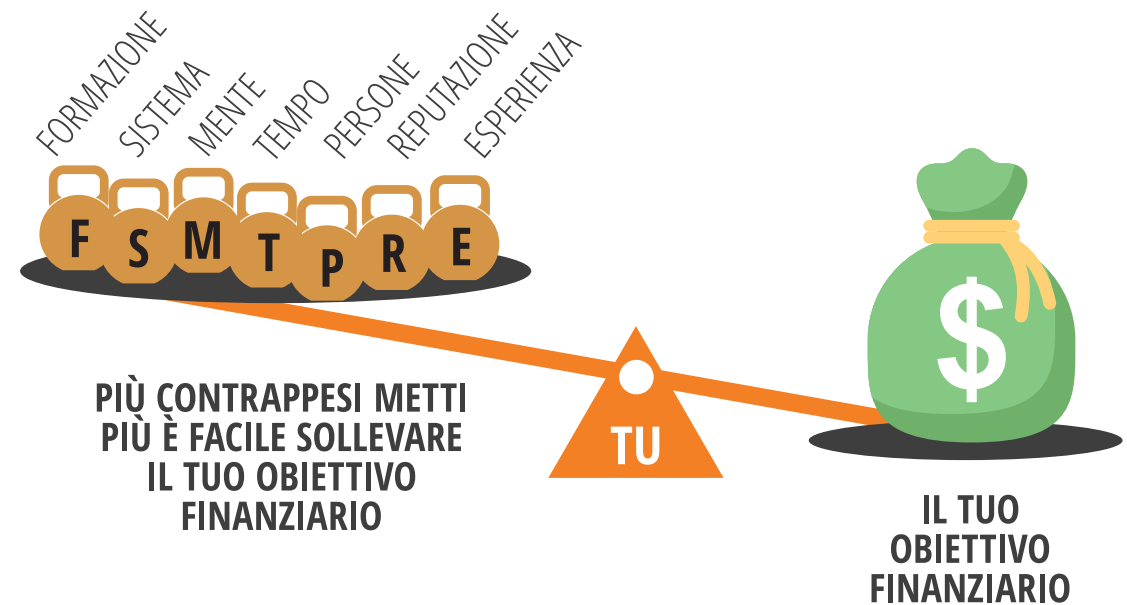 FORMAZIONE
SISTEMA
MENTE
TEMPO
PERSONE
REPUTAZIONE
ESPERIENZA
F
S
M
T
P
R
E
$
TU
PIÙ CONTRAPPESI METTI
PIÙ È FACILE SOLLEVARE
IL TUO OBIETTIVO
FINANZIARIO
IL TUO
OBIETTIVO
FINANZIARIO